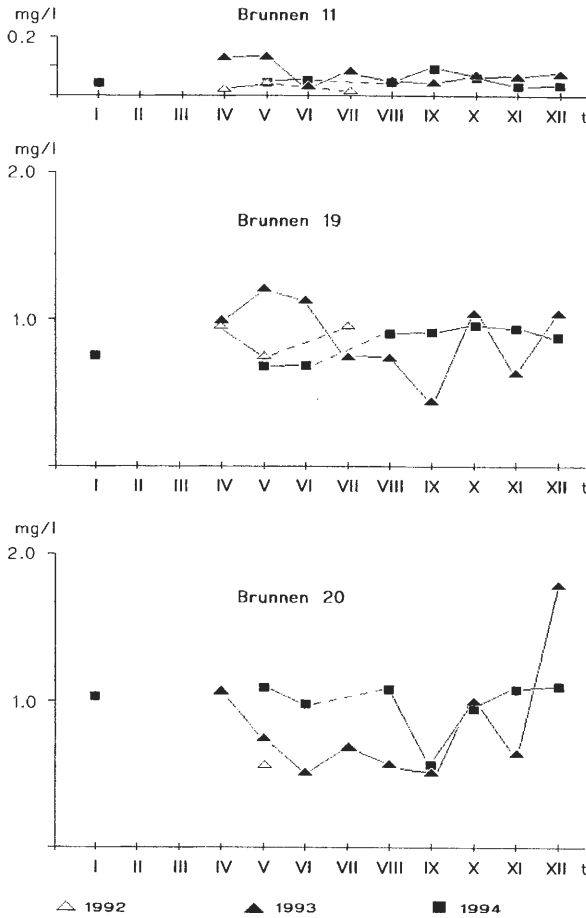 mg/l
Brunnen 11
0.2
I II III IV V VI VII VIII IX X XI XII t
mg/l
2.0
Brunnen 19
1.0
I II III IV V VI VII VIII IX X XI XII t
mg/l
2.0
Brunnen 20
1.0
I II III IV V VI VII VIII IX X XI XII t
1992 1993 1994